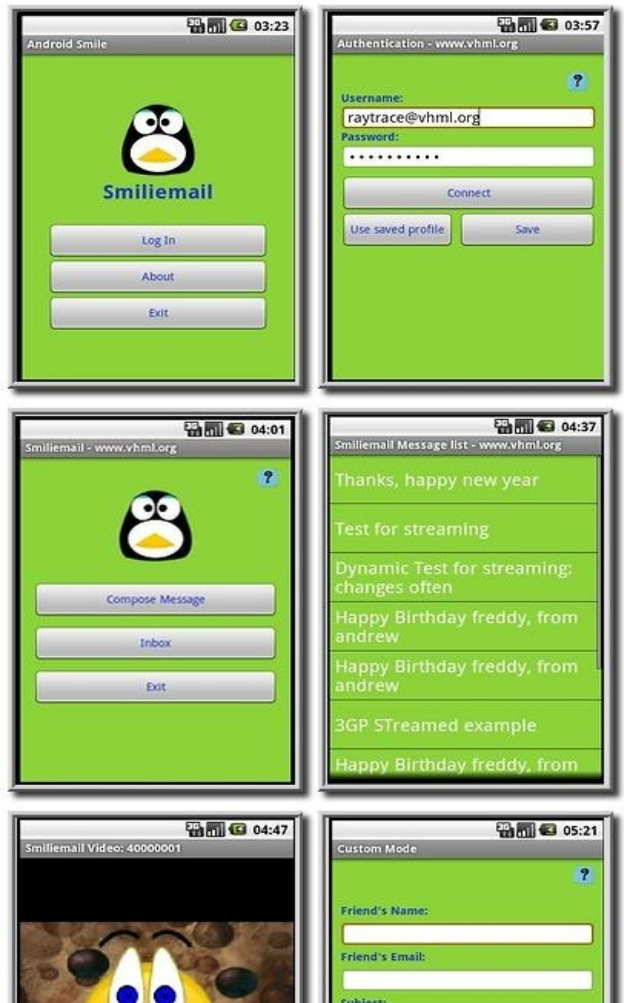 03:23
Android Smile
Smiliemail
Log In
About
Exit
03:57
Authentication - www.vhml.org
?
Username:
raytrace@vhml.org
Password:
Connect
Use saved profile
Save
04:01
Smiliemail - www.vhml.org
?
Compose Message
Inbox
Exit
04:37
Smiliemail Message list - www.vhml.org
Thanks, happy new year
Test for streaming
Dynamic Test for streaming:
changes often
Happy Birthday freddy, from
andrew
Happy Birthday freddy, from
andrew
3GP STreamed example
Happy Birthday freddy, from
04:47
Smiliemail Video: 40000001
05:21
Custom Mode
?
Friend's Name:
Friend's Email:
Subject: